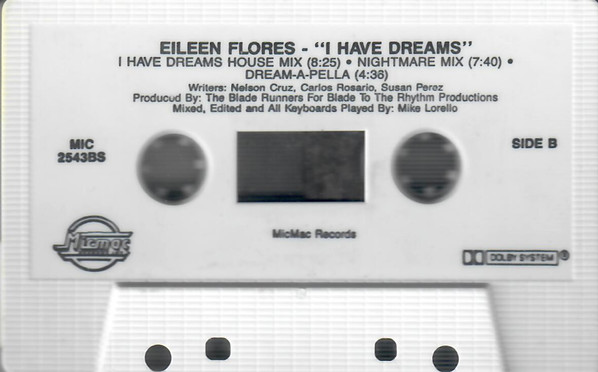 EILEEN FLORES - "I HAVE DREAMS"
I HAVE DREAMS HOUSE MIX (8:25) • NIGHTMARE MIX (7:40) •
DREAM-A-PELLA (4:36)
Writers: Nelson Cruz, Carlos Rosario, Susan Perez
Produced By: The Blade Runners For Blade To The Rhythm Productions
Mixed, Edited and All Keyboards Played By: Mike Lorello
MIC
2543BS
SIDE B
MicMac Records
Micmac
DOLBY SYSTEM®